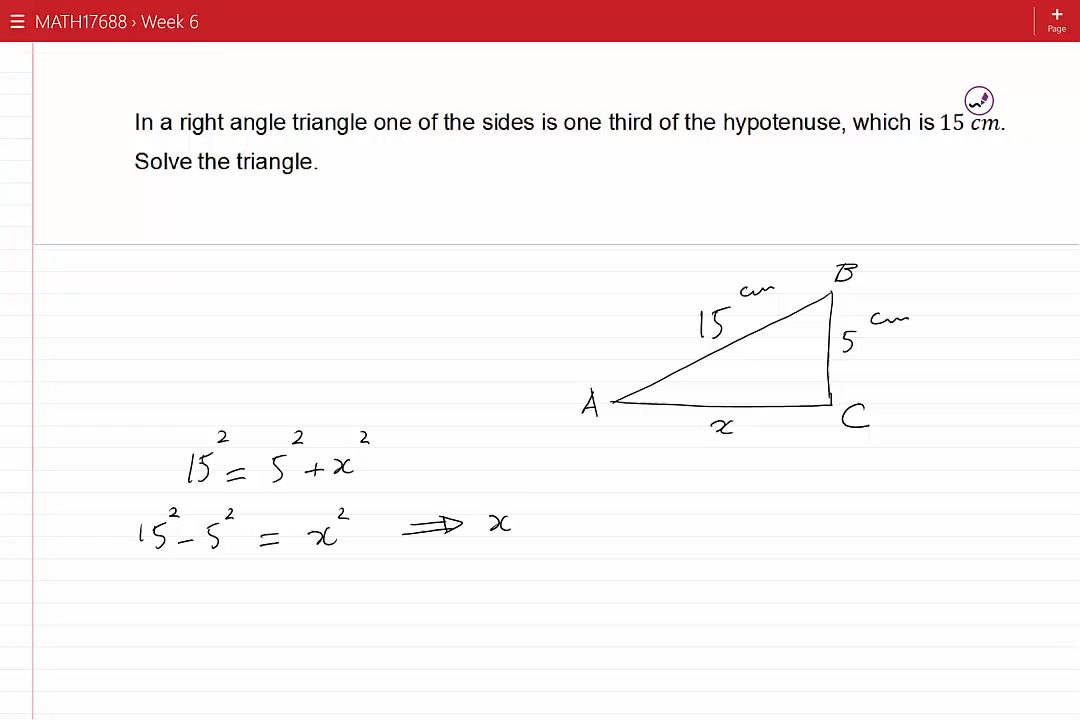 MATH17688 › Week 6
+
Page
In a right angle triangle one of the sides is one third of the hypotenuse, which is 15 cm.
Solve the triangle.
B
15 cm
5 cm
A
x
C
15² = 5² + x²
15² - 5² = x² ⇒ x